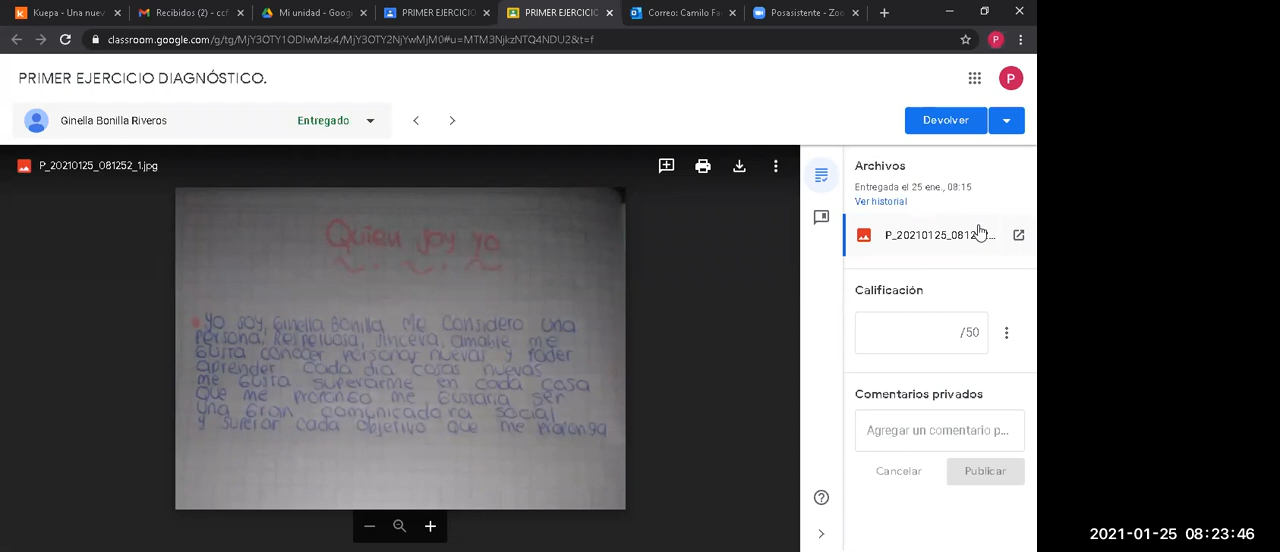 Kuepa - Una nuev
Recibidos (2) - ccf
Mi unidad - Goog
PRIMER EJERCICIO
PRIMER EJERCICIO
Correo: Camilo Fa
Posasistente - Zoo
classroom.google.com/g/tg/MjY3OTY1ODIwMzk4/MjY3OTY2NjYwMjM0#u=MTM3NjkzNTQ4NDU2&t=f
P
PRIMER EJERCICIO DIAGNÓSTICO.
P
Ginella Bonilla Riveros
Entregado
Devolver
P_20210125_081252_1.jpg
Quien soy yo
Yo soy, Ginella Bonilla me considero una
persona, Respetuosa, sincera, amable me
Gusta conocer personas nuevas y poder
aprender cada dia cosas nuevas
me Gusta superarme en cada cosa
que me propongo me Gustaria ser
una Gran comunicadora social
y superar cada objetivo que me proponga
Archivos
Entregada el 25 ene., 08:15
Ver historial
P_20210125_0812
Calificación
/50
Comentarios privados
Agregar un comentario p...
Cancelar
Publicar
2021-01-25 08:23:46